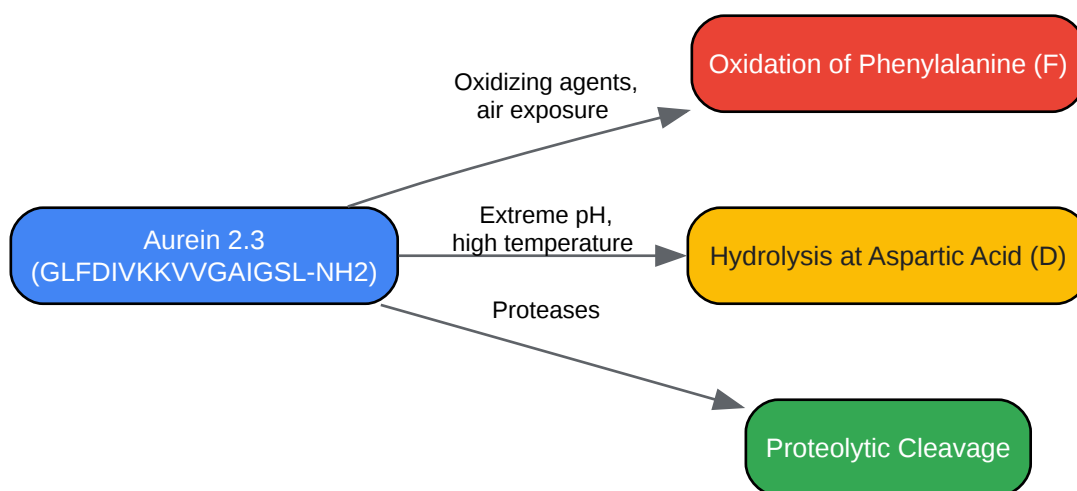 Oxidation of Phenylalanine (F)
Oxidizing agents,
air exposure
Aurein 2.3
(GLFDIVKKVVGAIGSL-NH2)
Extreme pH,
high temperature
Hydrolysis at Aspartic Acid (D)
Proteases
Proteolytic Cleavage